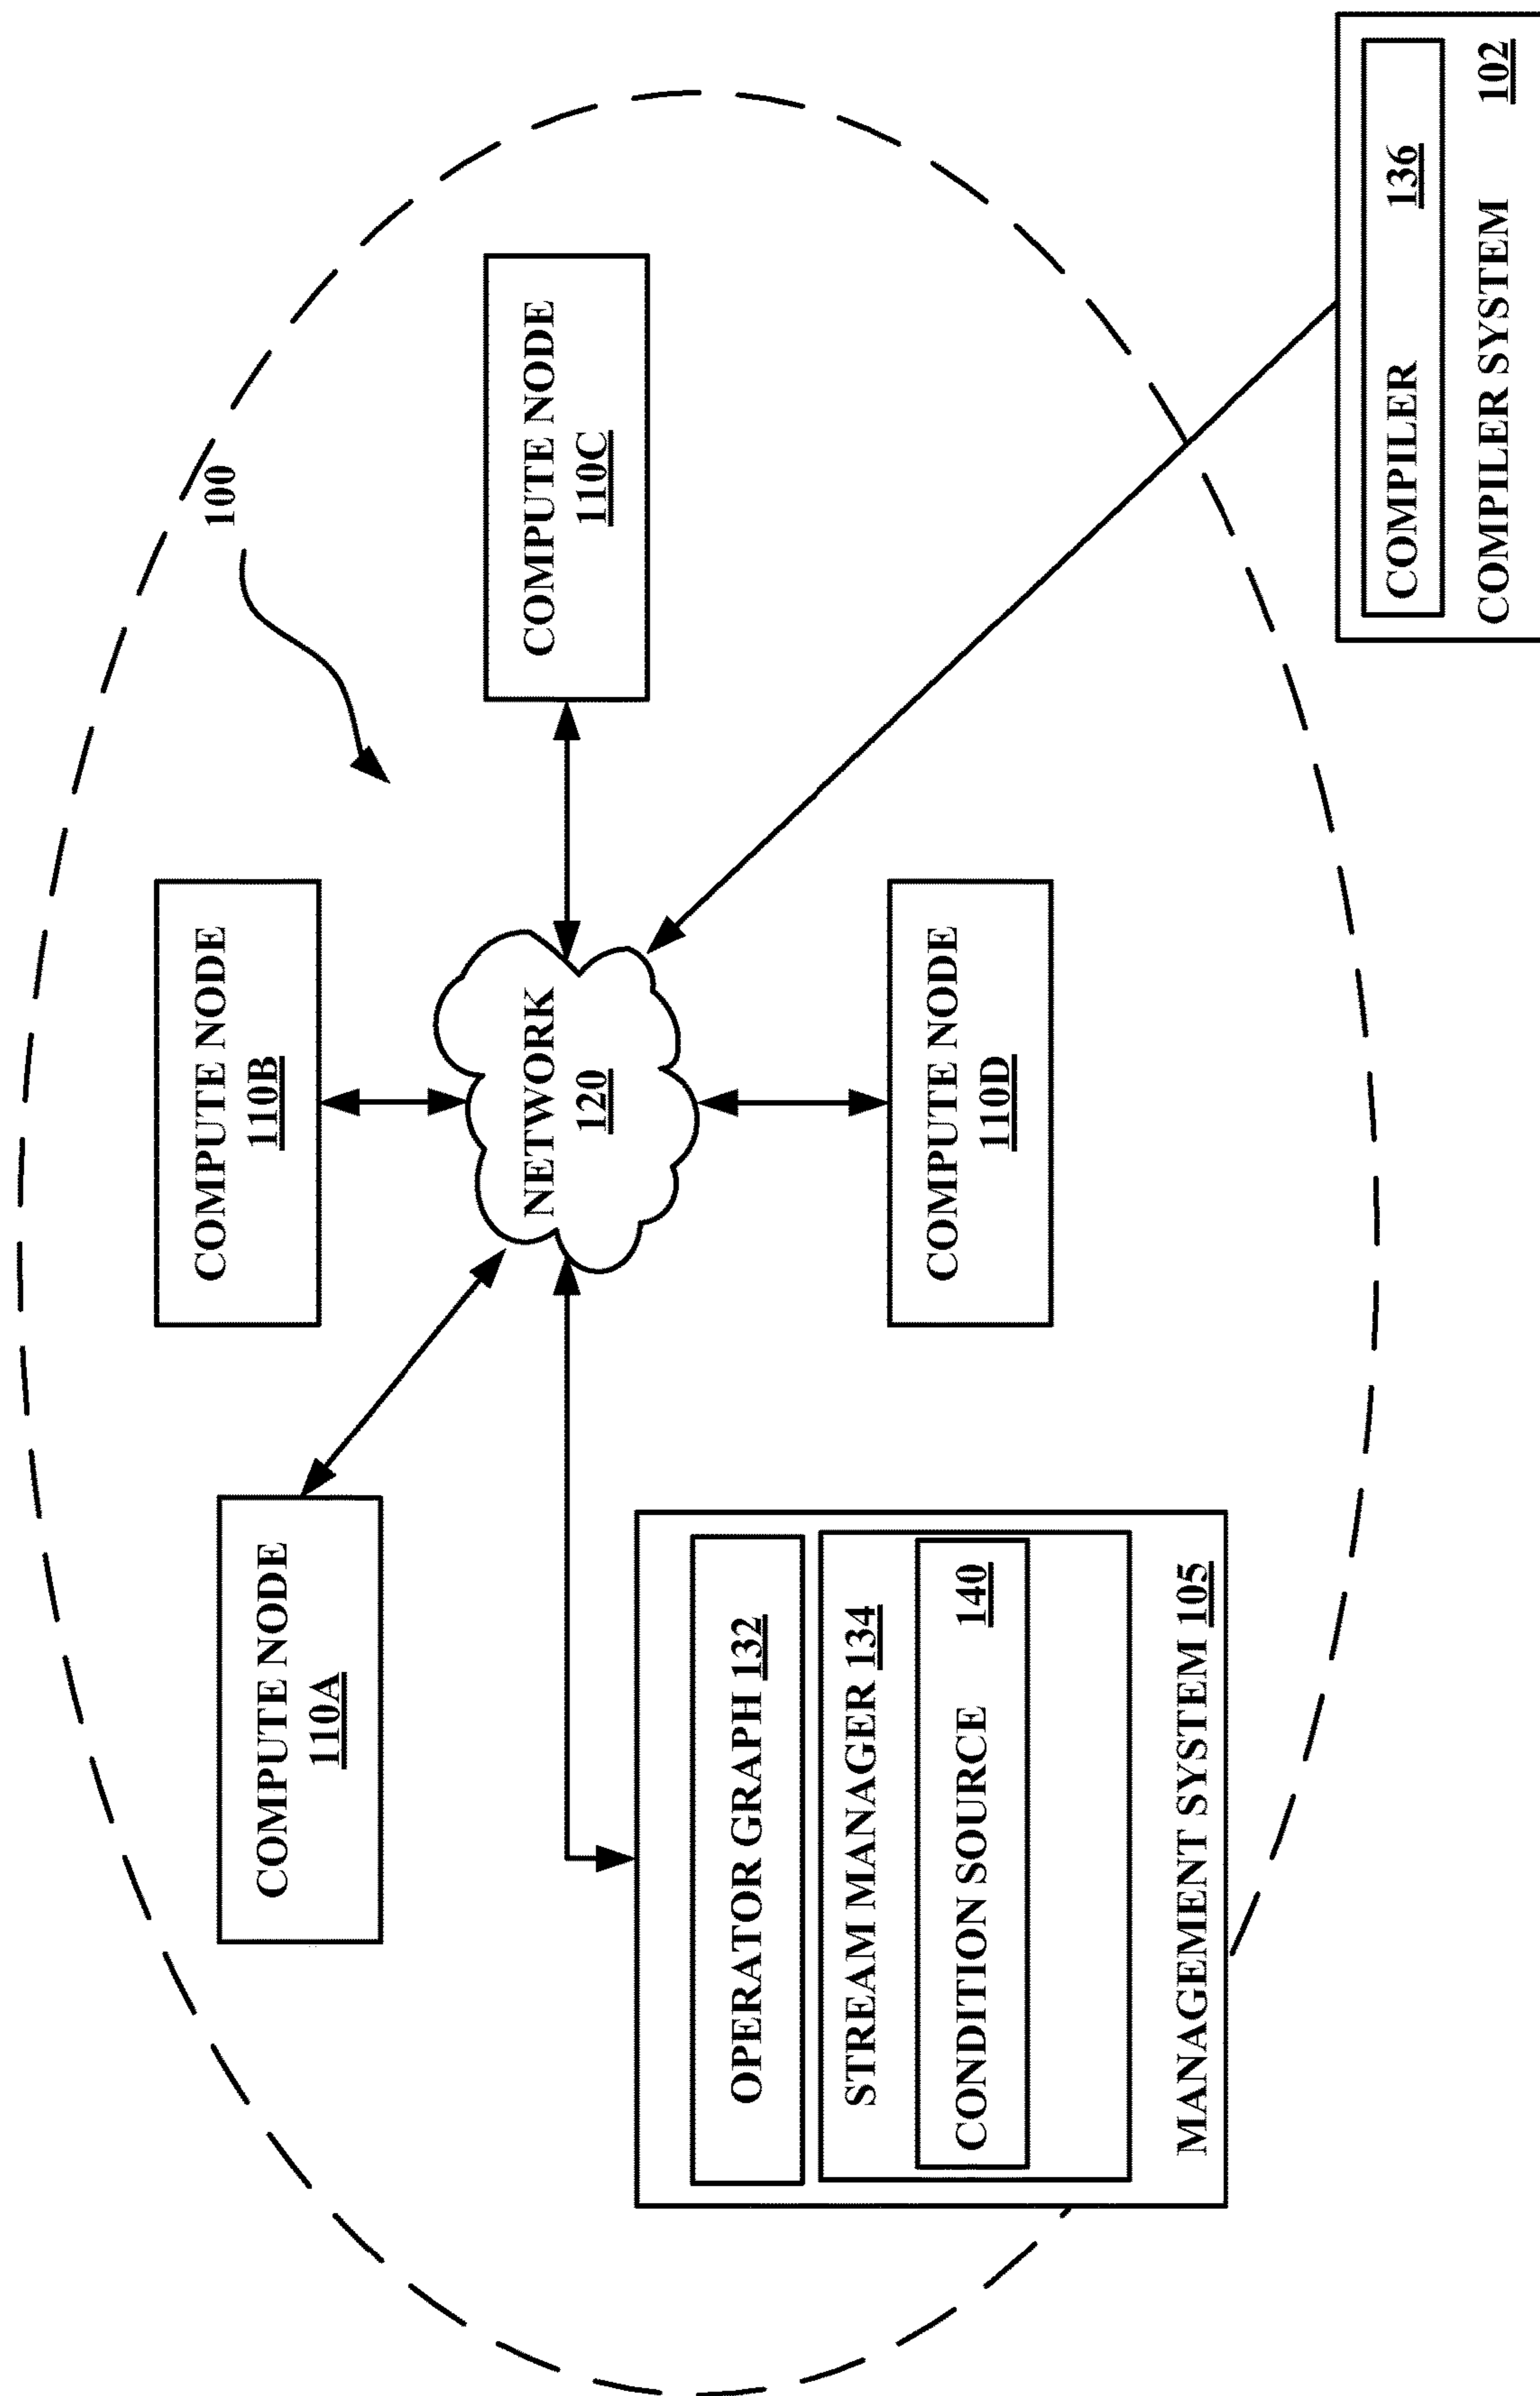 100
COMPUTE NODE
110A
COMPUTE NODE
110B
COMPUTE NODE
110C
NETWORK
120
OPERATOR GRAPH 132
STREAM MANAGER 134
CONDITION SOURCE 140
MANAGEMENT SYSTEM 105
COMPUTE NODE
110D
COMPILER 136
COMPILER SYSTEM 102